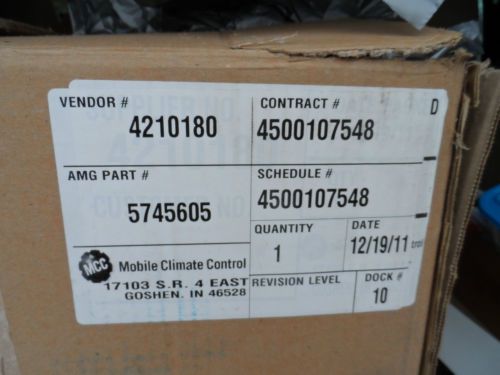 VENDOR #
4210180
CONTRACT #
4500107548
D
AMG PART #
5745605
SCHEDULE #
4500107548
QUANTITY
1
DATE
12/19/11
MCC Mobile Climate Control
17103 S.R. 4 EAST
GOSHEN. IN 46528
REVISION LEVEL
DOCK #
10